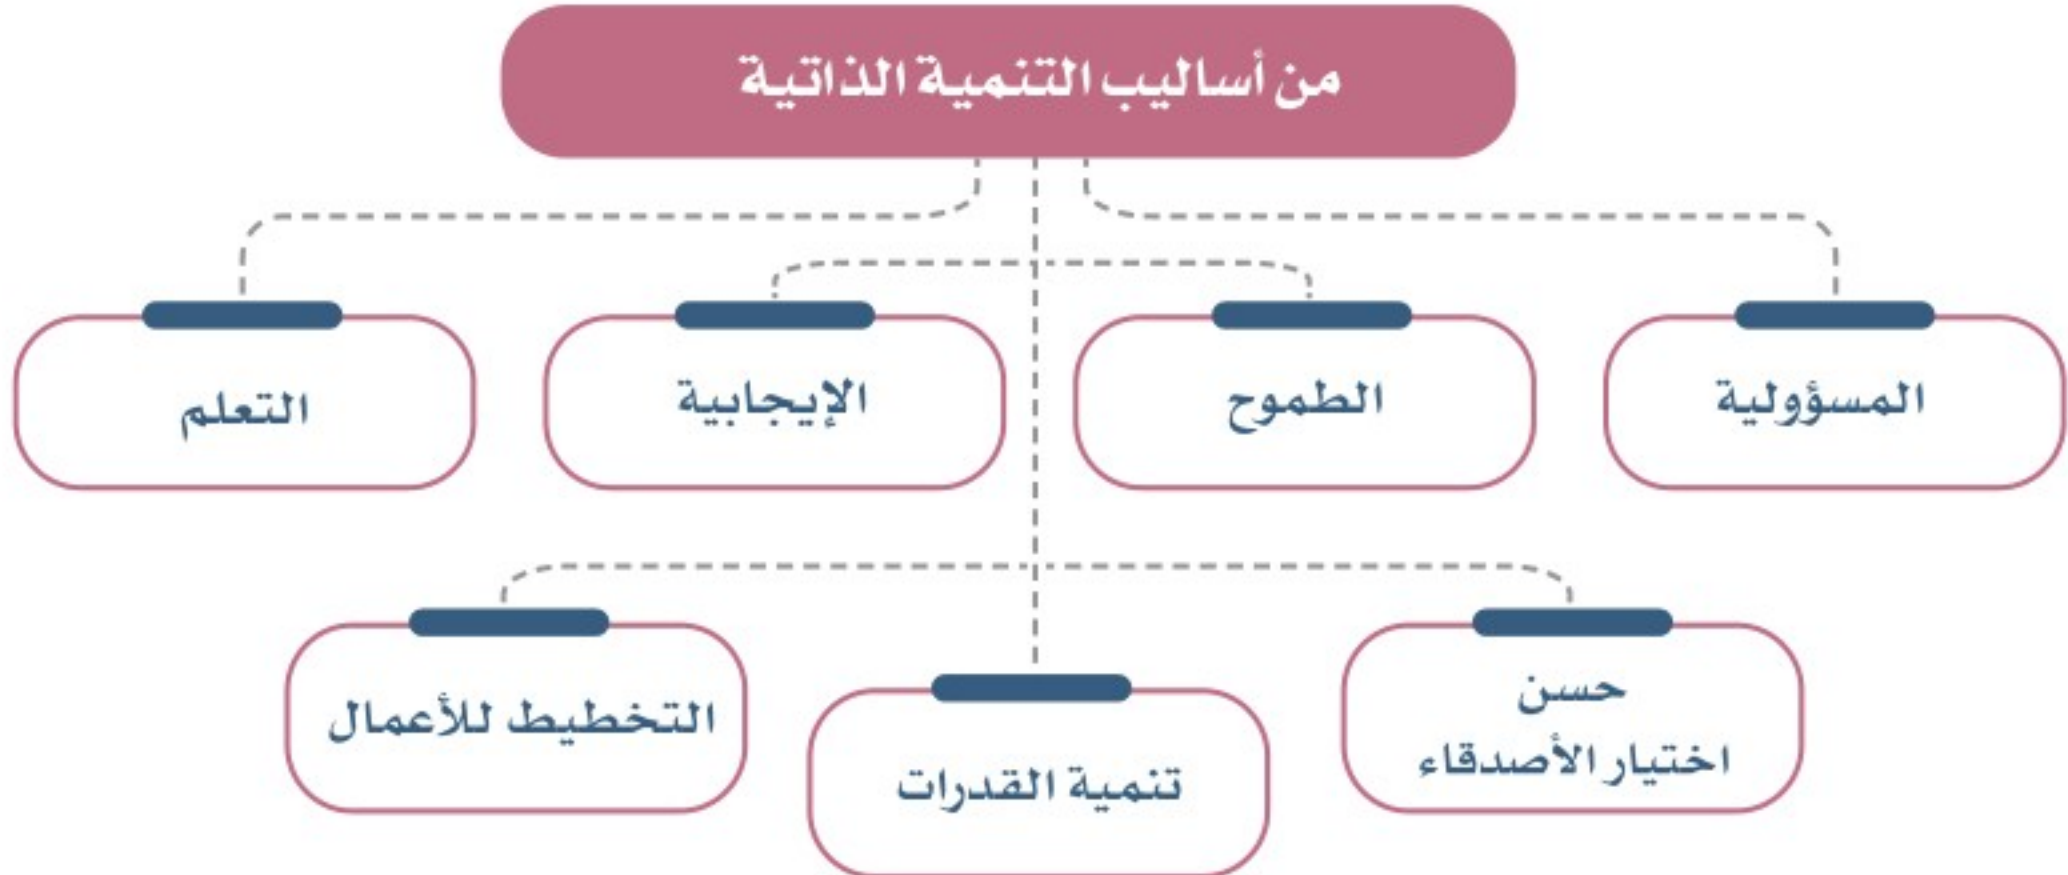 من أساليب التنمية الذاتية
المسؤولية
الطموح
الإيجابية
التعلم
حسن
اختيار الأصدقاء
تنمية القدرات
التخطيط للأعمال